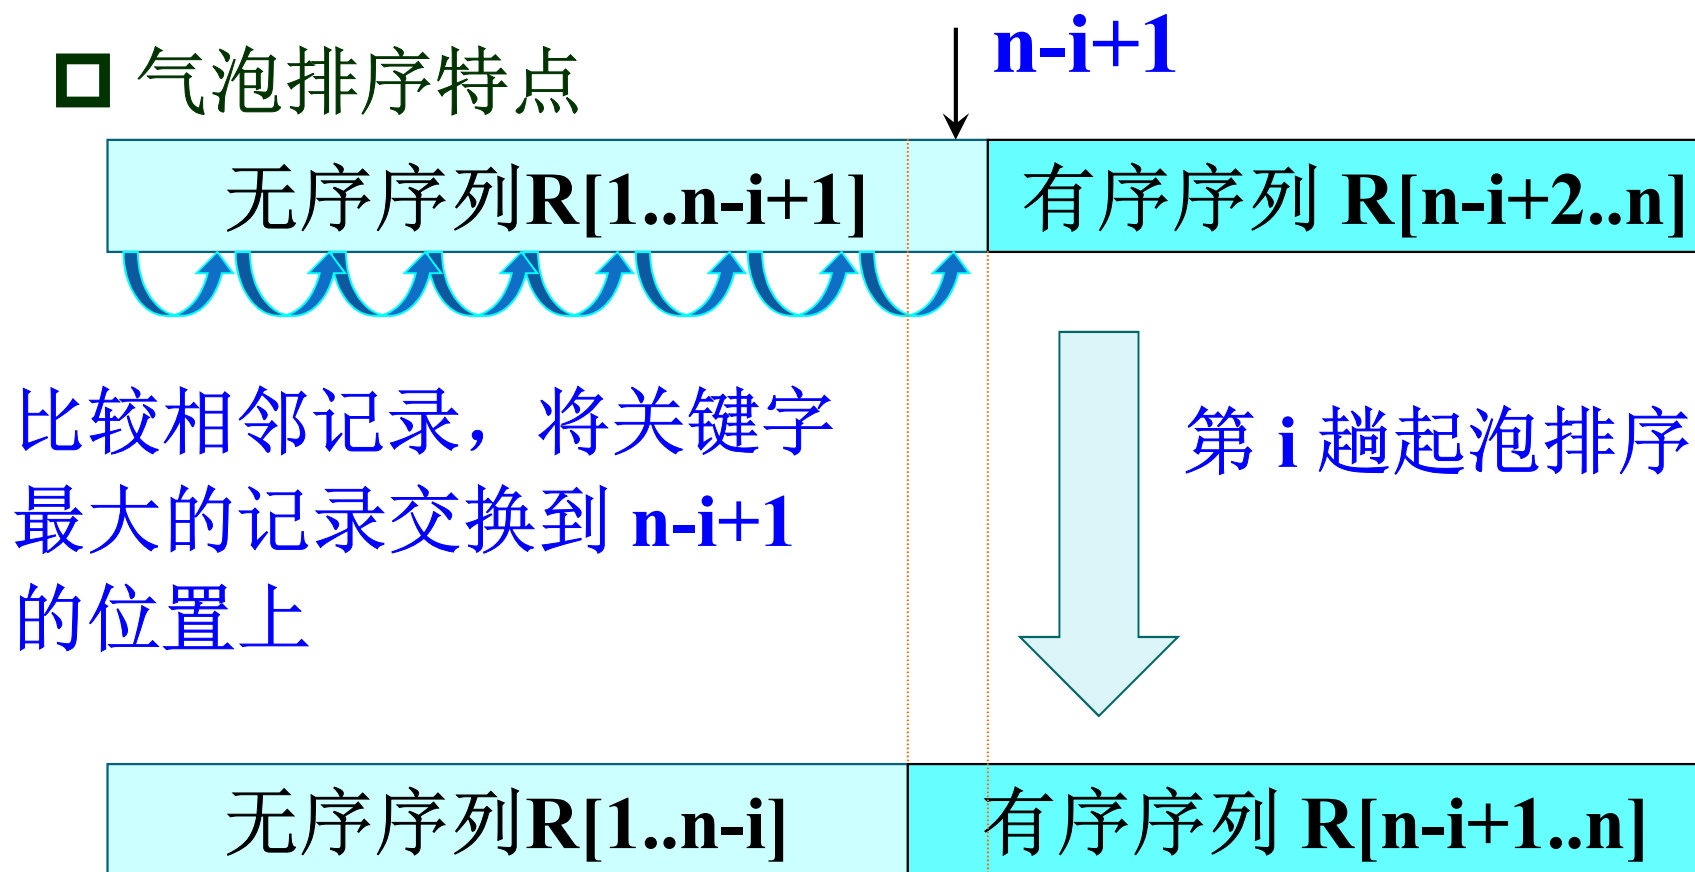 气泡排序特点
n-i+1
无序序列R[1..n-i+1]
有序序列 R[n-i+2..n]
比较相邻记录，将关键字
最大的记录交换到 n-i+1
的位置上
第 i 趟起泡排序
无序序列R[1..n-i]
有序序列 R[n-i+1..n]